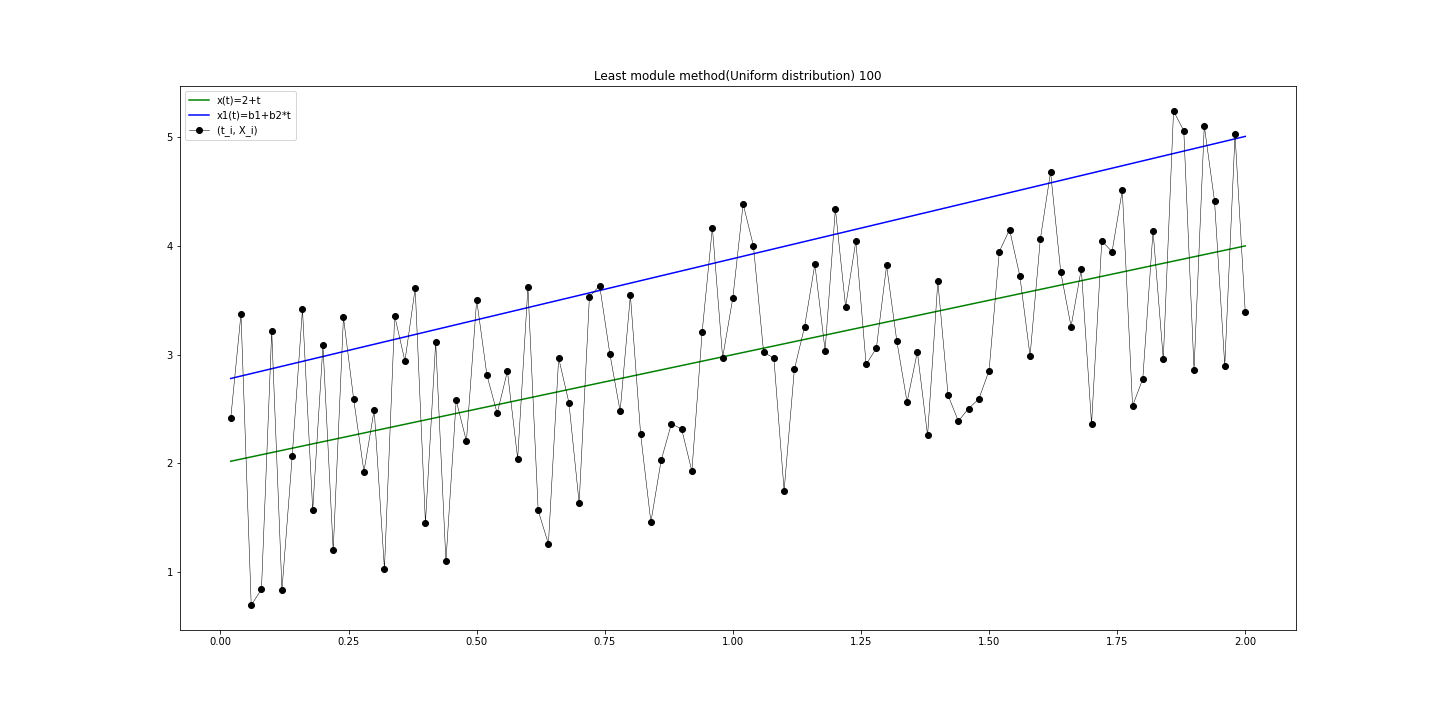 Least module method(Uniform distribution) 100
x(t)=2+t
x1(t)=b1+b2*t
(t_i, X_i)
5
4
3
2
1
0.00 0.25 0.50 0.75 1.00 1.25 1.50 1.75 2.00